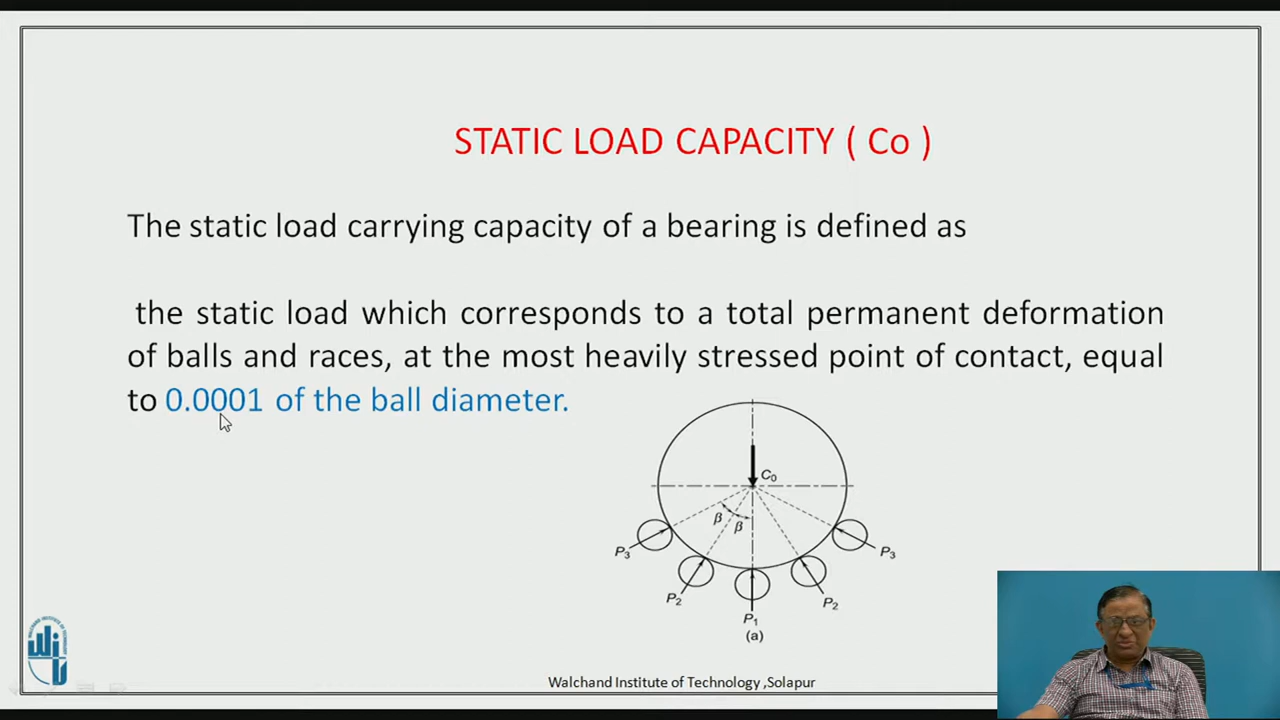 STATIC LOAD CAPACITY ( Co )
The static load carrying capacity of a bearing is defined as
the static load which corresponds to a total permanent deformation
of balls and races, at the most heavily stressed point of contact, equal
to 0.0001 of the ball diameter.
C₀
β
β
P₃
P₃
P₂
P₂
P₁
(a)
Walchand Institute of Technology ,Solapur